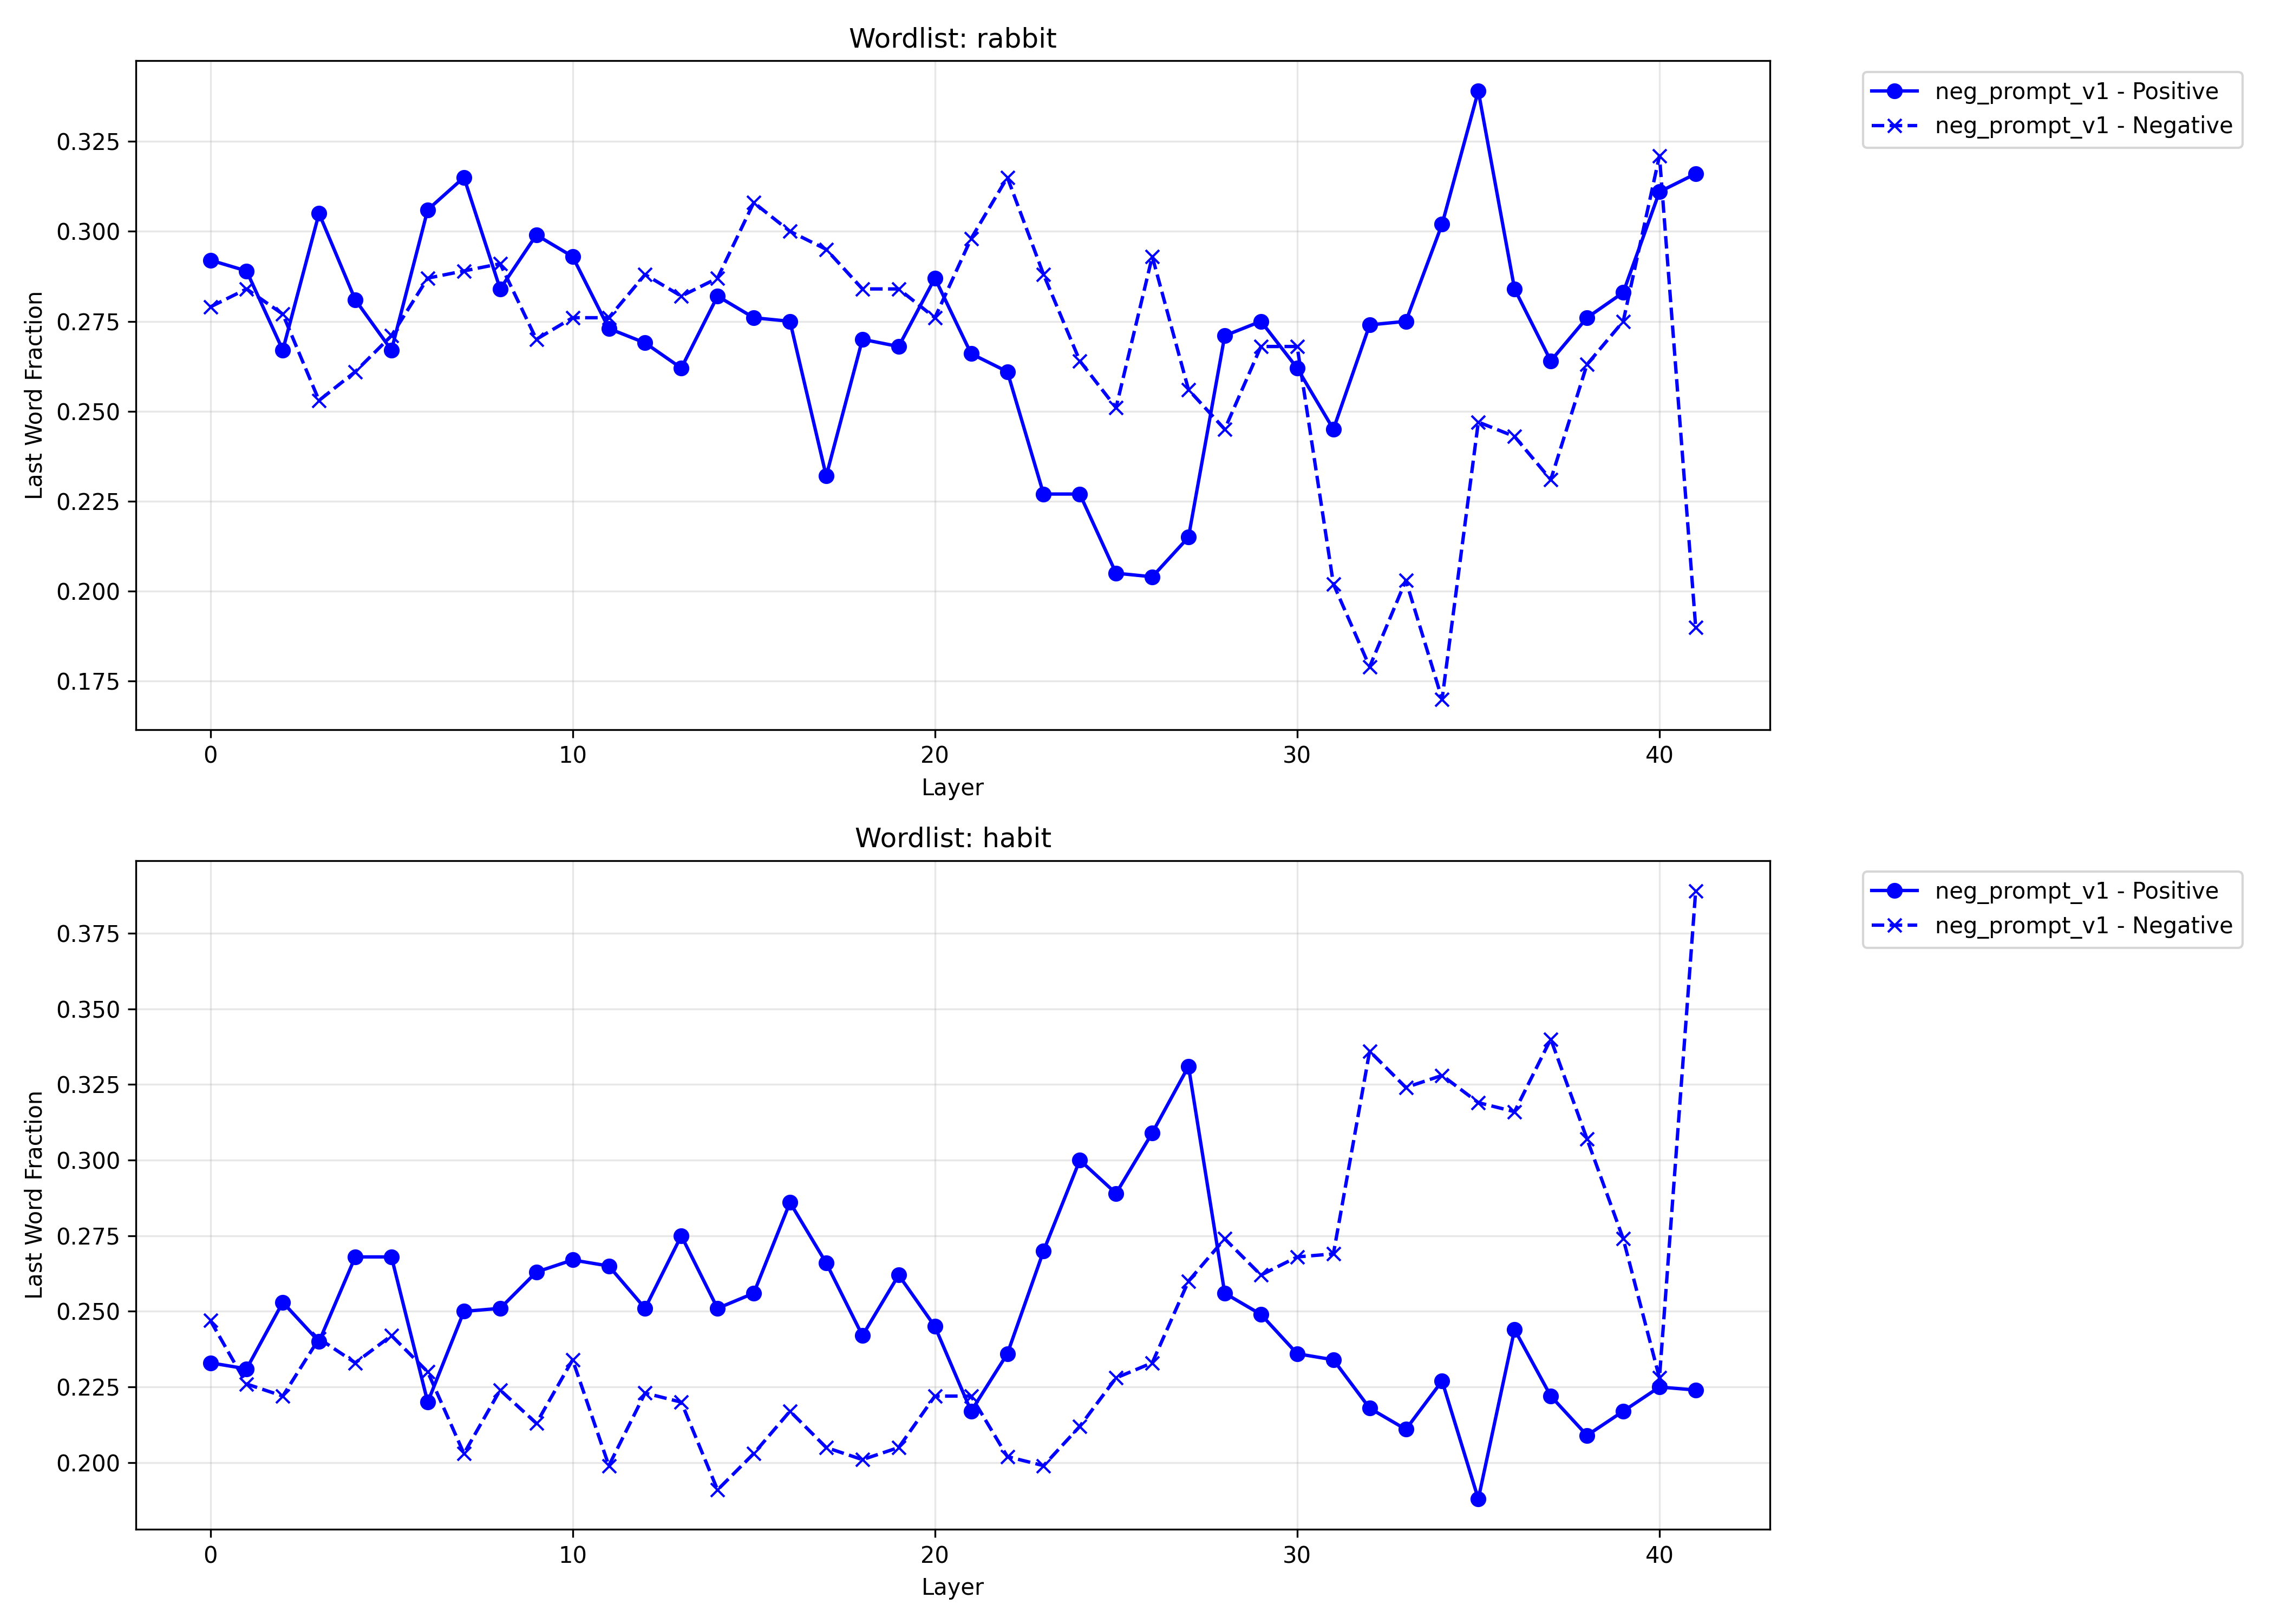 Wordlist: rabbit
neg_prompt_v1 - Positive
neg_prompt_v1 - Negative
Last Word Fraction
0.325
0.300
0.275
0.250
0.225
0.200
0.175
0 10 20 30 40
Layer
Wordlist: habit
neg_prompt_v1 - Positive
neg_prompt_v1 - Negative
Last Word Fraction
0.375
0.350
0.325
0.300
0.275
0.250
0.225
0.200
0 10 20 30 40
Layer